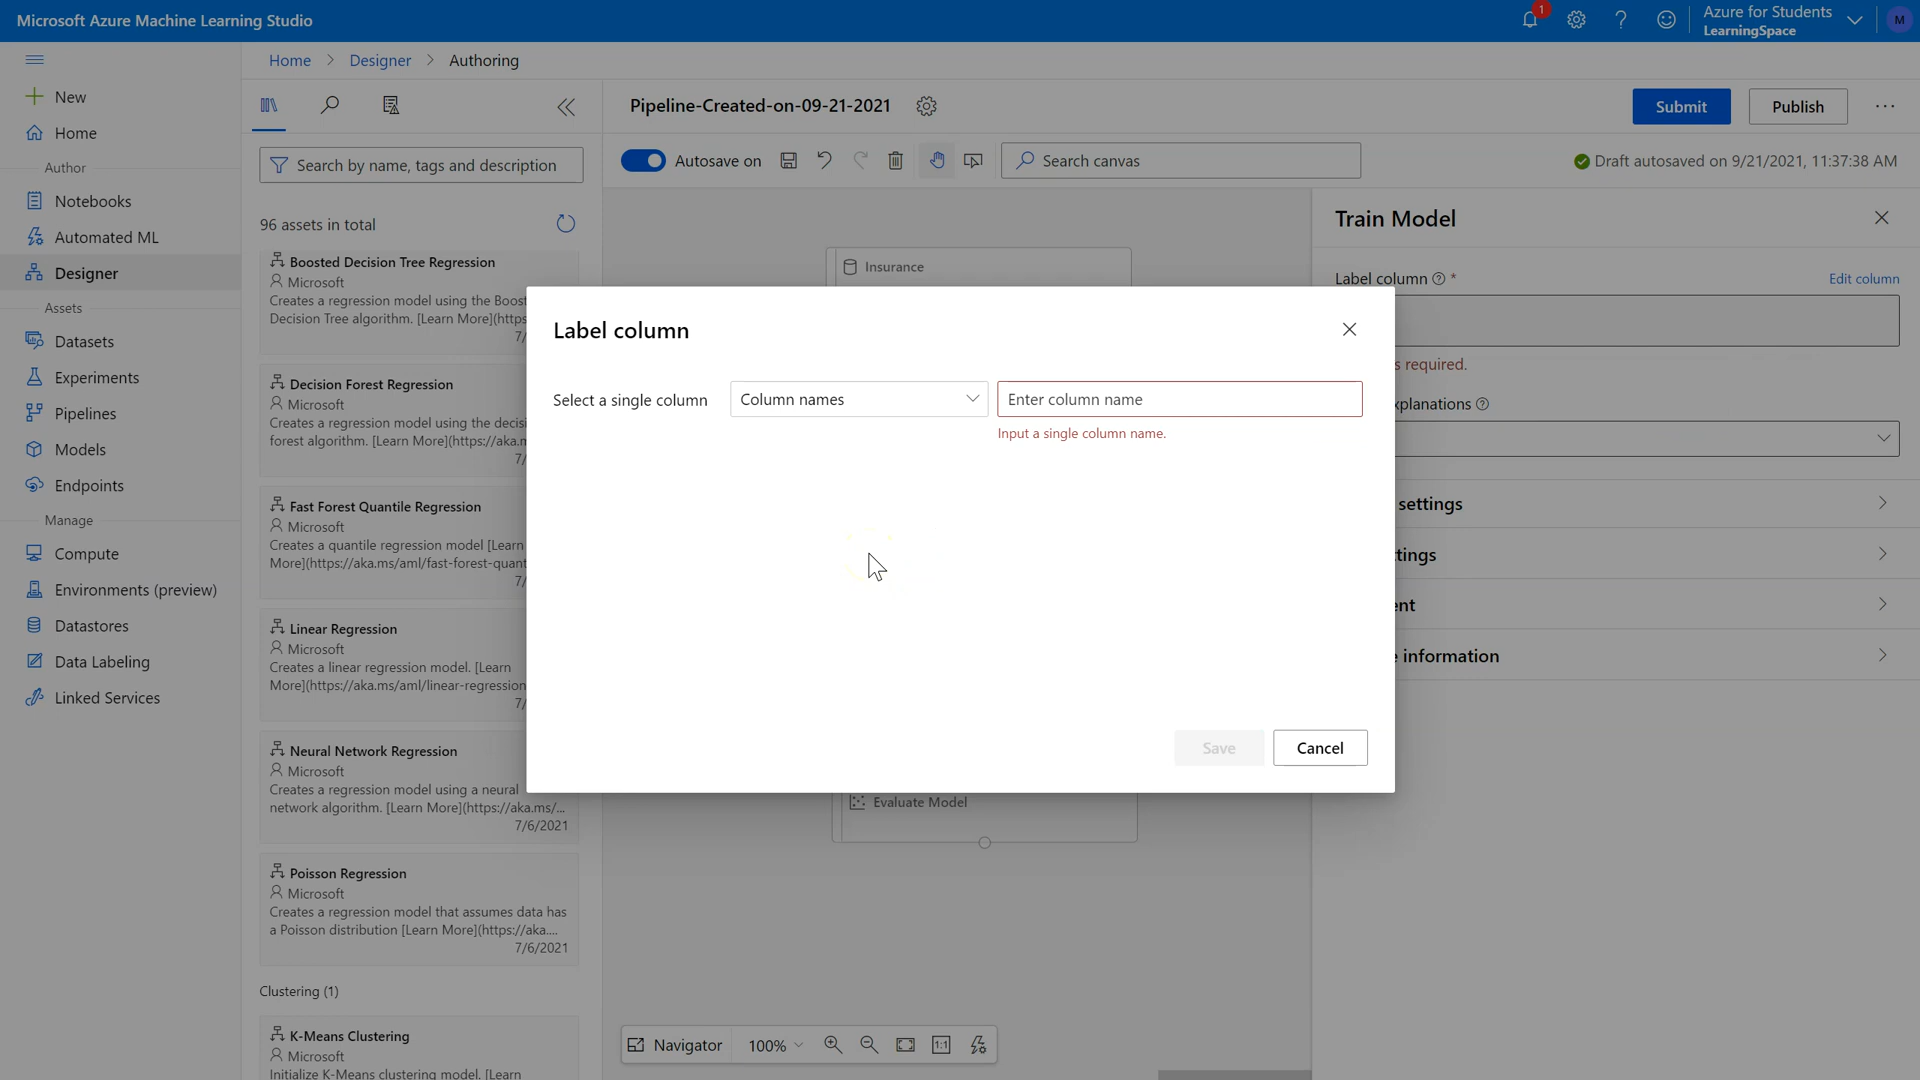 Microsoft Azure Machine Learning Studio
1
Azure for Students
LearningSpace
M
New
Home
Author
Notebooks
Automated ML
Designer
Assets
Datasets
Experiments
Pipelines
Models
Endpoints
Manage
Compute
Environments (preview)
Datastores
Data Labeling
Linked Services
Home > Designer > Authoring
Search by name, tags and description
96 assets in total
Boosted Decision Tree Regression
Microsoft
Creates a regression model using the Boost
Decision Tree algorithm. [Learn More](https
7/
Decision Forest Regression
Microsoft
Creates a regression model using the decisi
forest algorithm. [Learn More](https://aka.m
7/
Fast Forest Quantile Regression
Microsoft
Creates a quantile regression model [Learn
More](https://aka.ms/aml/fast-forest-quant
7/
Linear Regression
Microsoft
Creates a linear regression model. [Learn
More](https://aka.ms/aml/linear-regression
7/
Neural Network Regression
Microsoft
Creates a regression model using a neural
network algorithm. [Learn More](https://aka.ms/...
7/6/2021
Poisson Regression
Microsoft
Creates a regression model that assumes data has
a Poisson distribution [Learn More](https://aka....
7/6/2021
Clustering (1)
K-Means Clustering
Microsoft
Initialize K-Means clustering model. [Learn
Pipeline-Created-on-09-21-2021
Submit
Publish
Autosave on
Search canvas
Draft autosaved on 9/21/2021, 11:37:38 AM
Insurance
Label column
Select a single column
Column names
Enter column name
Input a single column name.
Save
Cancel
Evaluate Model
Navigator
100%
1:1
Train Model
Label column ? *
Edit column
s required.
xplanations ?
settings
ttings
ent
e information